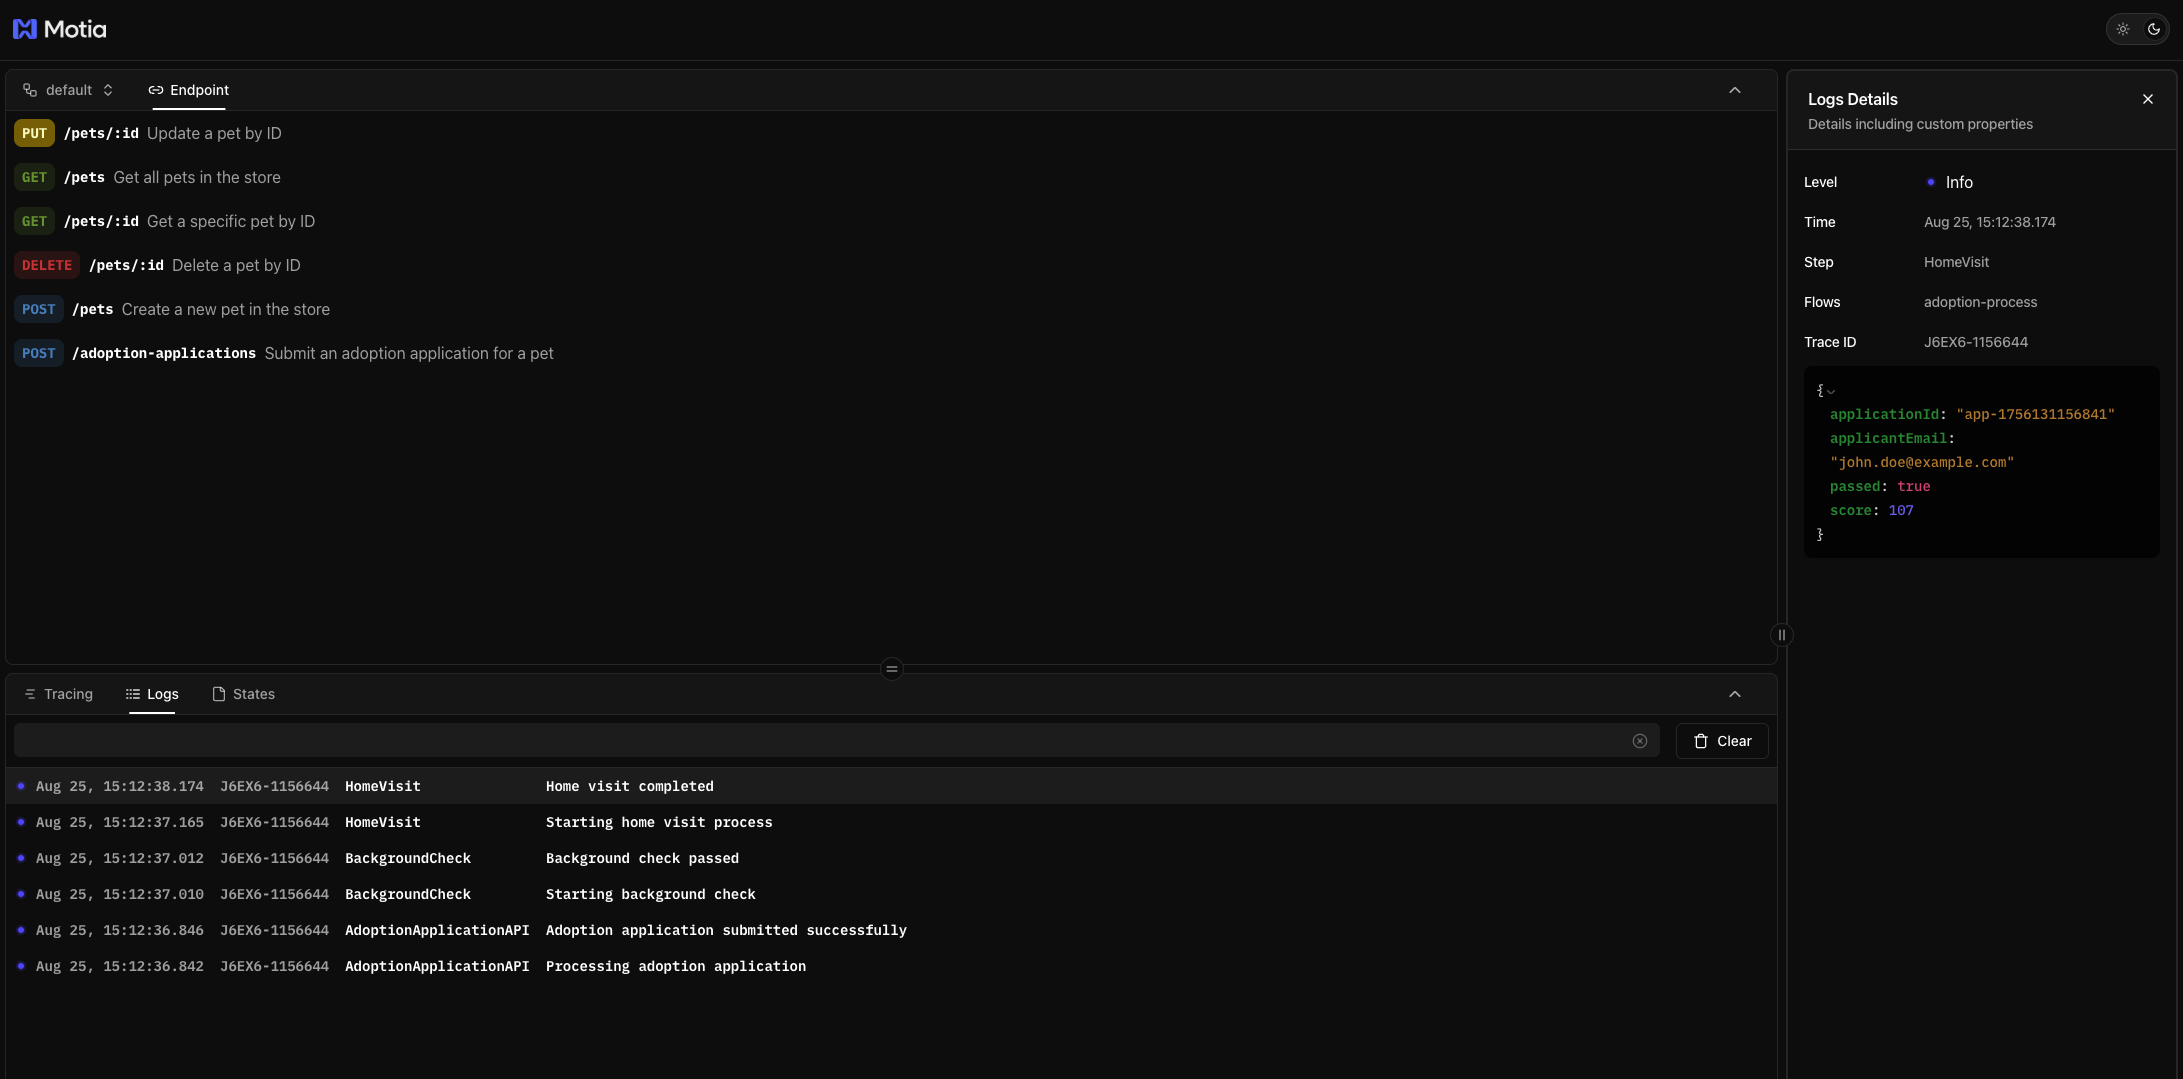 Motia
default Endpoint
PUT /pets/:id Update a pet by ID
GET /pets Get all pets in the store
GET /pets/:id Get a specific pet by ID
DELETE /pets/:id Delete a pet by ID
POST /pets Create a new pet in the store
POST /adoption-applications Submit an adoption application for a pet
Tracing Logs States
Clear
Aug 25, 15:12:38.174 J6EX6-1156644 HomeVisit Home visit completed
Aug 25, 15:12:37.165 J6EX6-1156644 HomeVisit Starting home visit process
Aug 25, 15:12:37.012 J6EX6-1156644 BackgroundCheck Background check passed
Aug 25, 15:12:37.010 J6EX6-1156644 BackgroundCheck Starting background check
Aug 25, 15:12:36.846 J6EX6-1156644 AdoptionApplicationAPI Adoption application submitted successfully
Aug 25, 15:12:36.842 J6EX6-1156644 AdoptionApplicationAPI Processing adoption application
Logs Details
Details including custom properties
Level Info
Time Aug 25, 15:12:38.174
Step HomeVisit
Flows adoption-process
Trace ID J6EX6-1156644
{
applicationId: "app-1756131156841"
applicantEmail:
"john.doe@example.com"
passed: true
score: 107
}